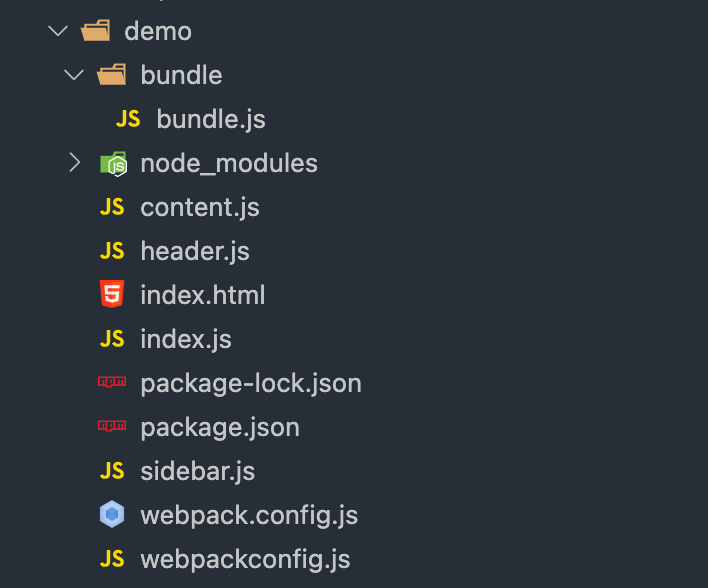 demo
bundle
JS bundle.js
node_modules
JS content.js
JS header.js
index.html
JS index.js
package-lock.json
package.json
JS sidebar.js
webpack.config.js
JS webpackconfig.js